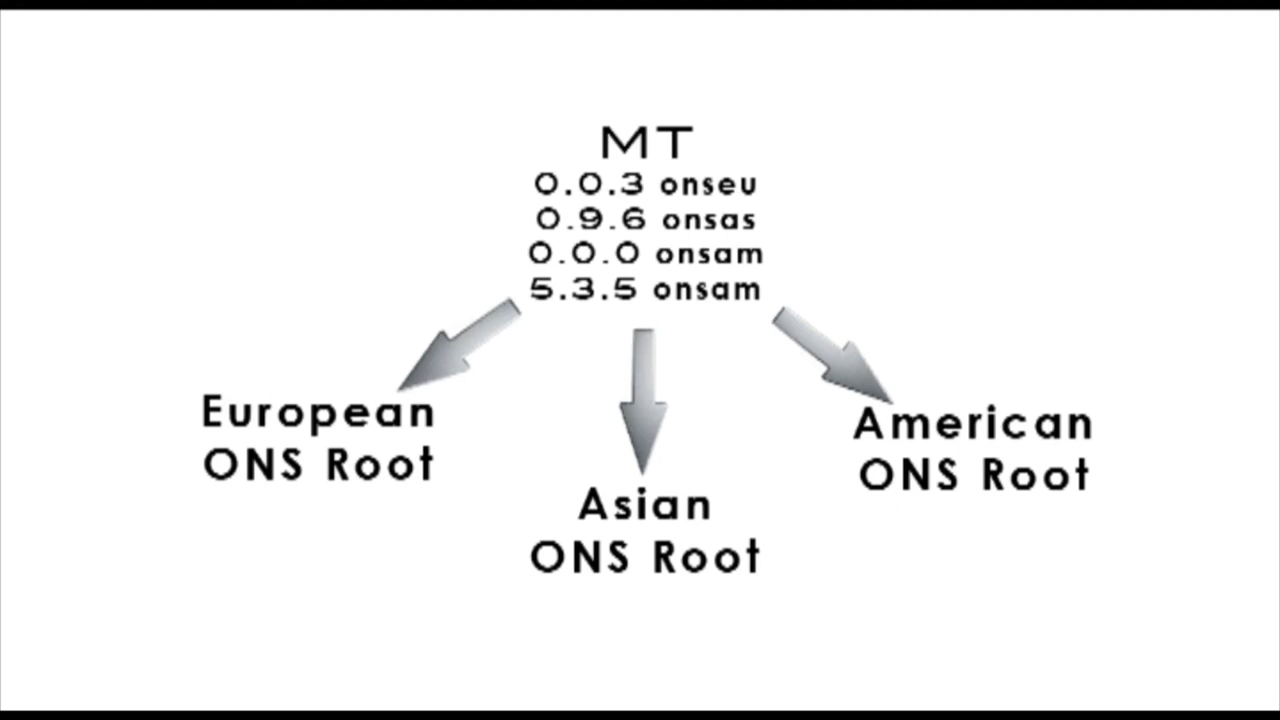 MT
0.0.3 onseu
0.9.6 onsas
0.0.0 onsam
5.3.5 onsam
European
ONS Root
Asian
ONS Root
American
ONS Root